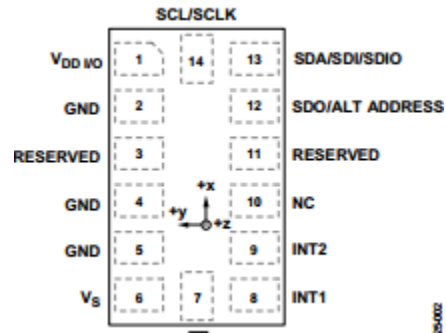 SCL/SCLK
VDD I/O 1 14 13 SDA/SDI/SDIO
GND 2 12 SDO/ALT ADDRESS
RESERVED 3 11 RESERVED
GND 4 10 NC
+x
+y +z
GND 5 9 INT2
VS 6 7 8 INT1